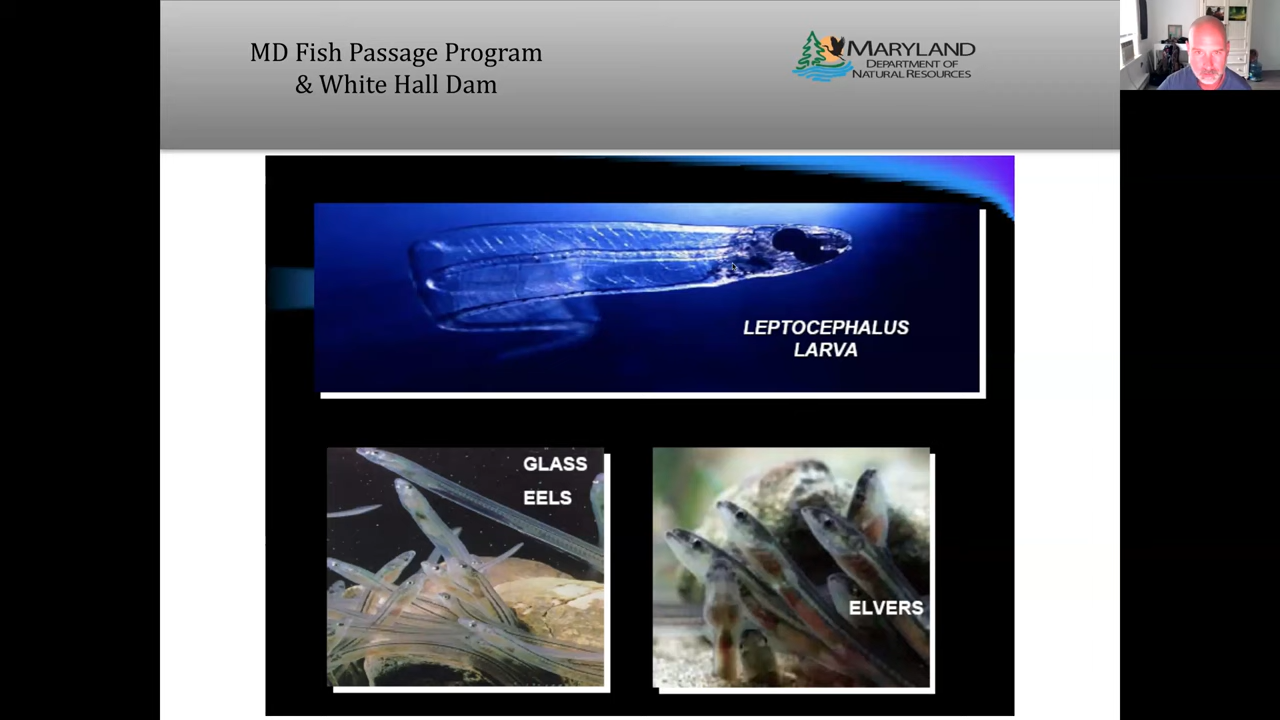 MD Fish Passage Program
& White Hall Dam
MARYLAND
DEPARTMENT OF
NATURAL RESOURCES
LEPTOCEPHALUS
LARVA
GLASS
EELS
ELVERS